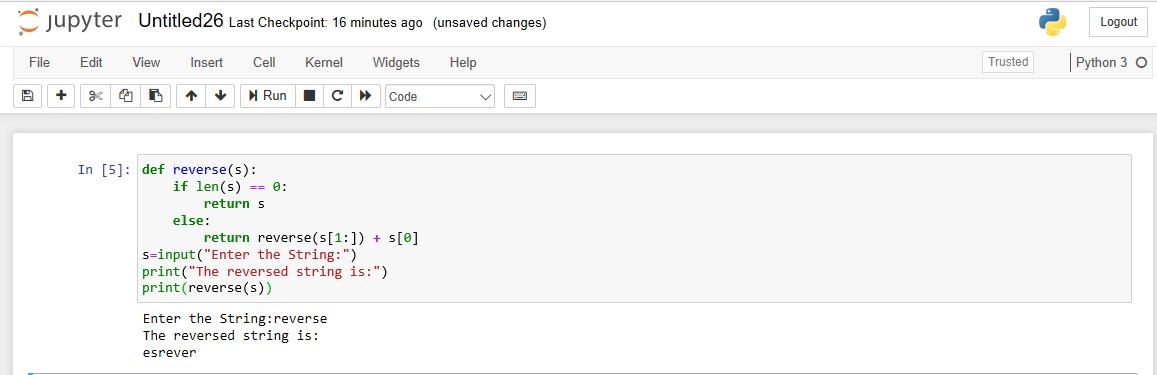 jupyter Untitled26 Last Checkpoint: 16 minutes ago (unsaved changes) Logout
File Edit View Insert Cell Kernel Widgets Help Trusted Python 3
Run Code
In [5]: def reverse(s):
    if len(s) == 0:
        return s
    else:
        return reverse(s[1:]) + s[0]
s=input("Enter the String:")
print("The reversed string is:")
print(reverse(s))
Enter the String:reverse
The reversed string is:
esrever